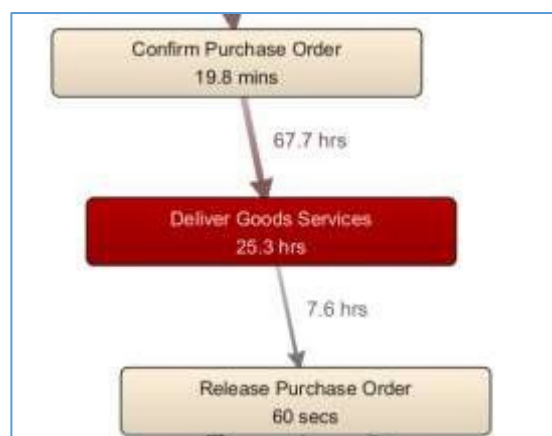 Confirm Purchase Order
19.8 mins
67.7 hrs
Deliver Goods Services
25.3 hrs
7.6 hrs
Release Purchase Order
60 secs